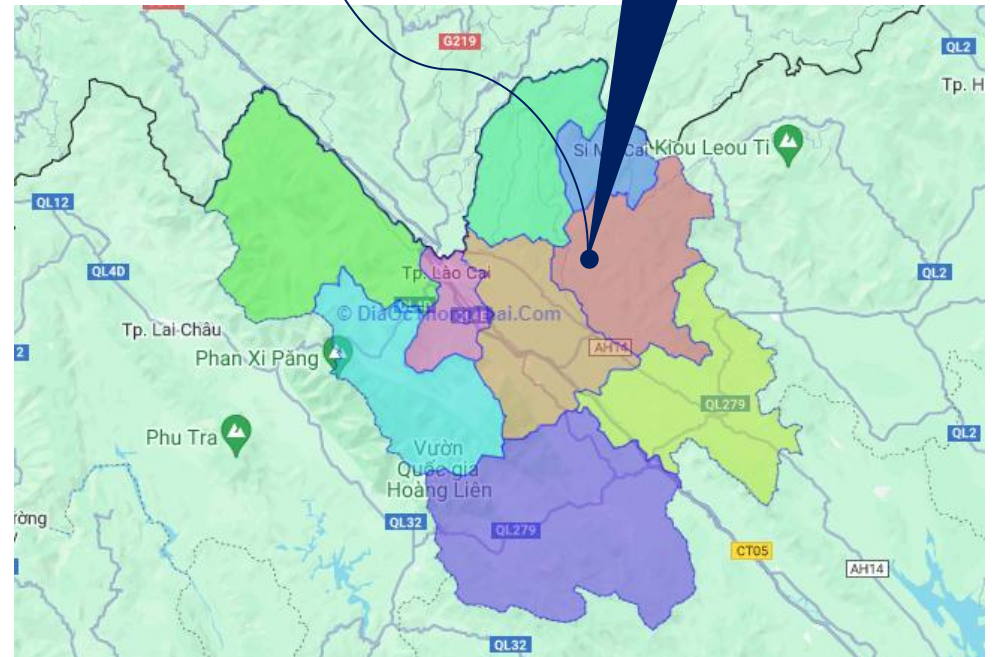 G219
QL2
Tp. H
Si Ma Cai
Kiou Leou Ti
QL12
QL4D
QL2
Tp. Lào Cai
QL4D
© DiaOcThongThai.Com
Tp. Lai Châu
2
Phan Xi Păng
AH14
QL279
Phu Tra
QL2
Vườn
Quốc gia
Hoàng Liên
ường
QL32
QL279
CT05
AH14
QL32